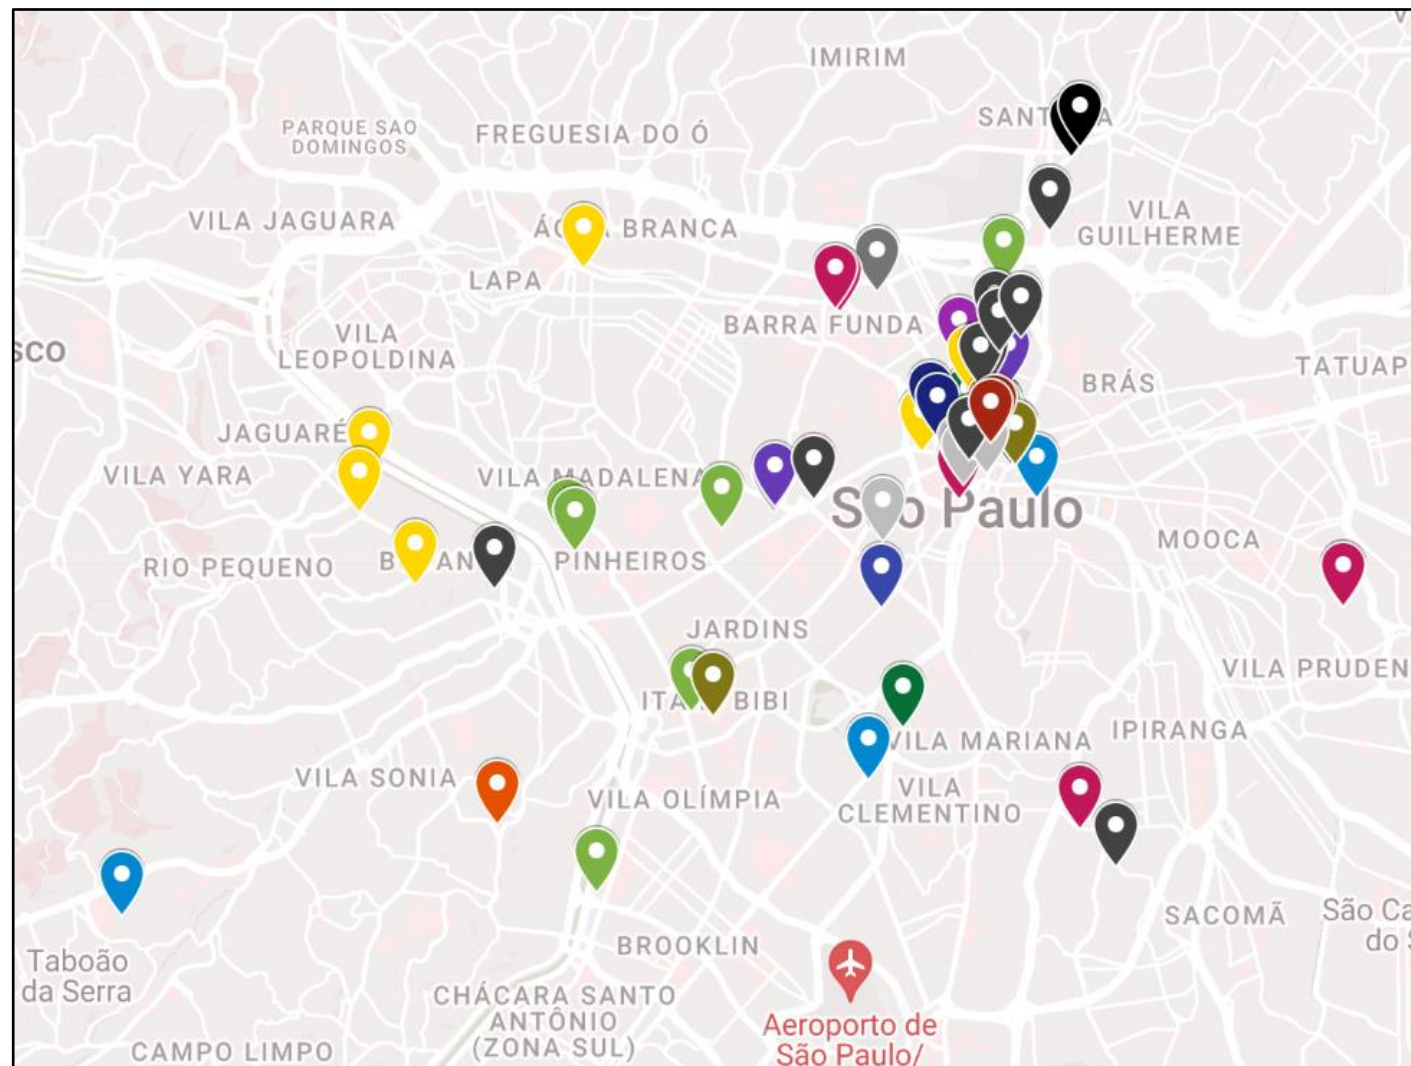 IMIRIM
PARQUE SAO
DOMINGOS
FREGUESIA DO Ó
VILA JAGUARA
BRANCA
VILA
GUILHERME
LAPA
BARRA FUNDA
VILA
LEOPOLDINA
BRÁS
JAGUARÉ
VILA YARA
VILA MADALENA
São Paulo
MOOCA
RIO PEQUENO
PINHEIROS
JARDINS
BIBI
VILA MARIANA
IPIRANGA
VILA SONIA
VILA OLÍMPIA
VILA
CLEMENTINO
SACOMÃ
BROOKLIN
Taboão
da Serra
CHÁCARA SANTO
ANTÔNIO
(ZONA SUL)
Aeroporto de
São Paulo/
CAMPO LIMPO